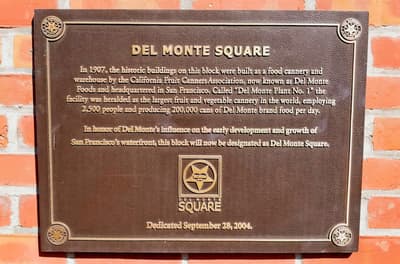 DEL MONTE SQUARE
In 1907, the historic buildings on this block were built as a food cannery and
warehouse by the California Fruit Canners Association, now known as Del Monte
Foods and headquartered in San Francisco. Called "Del Monte Plant No. 1" the
facility was heralded as the largest fruit and vegetable cannery in the world, employing
2,500 people and producing 200,000 cans of Del Monte brand food per day.
In honor of Del Monte's influence on the early development and growth of
San Francisco's waterfront, this block will now be designated as Del Monte Square.
DEL MONTE
SQUARE
Dedicated September 28, 2004.